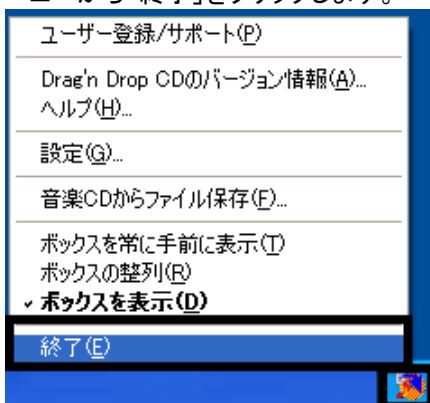 ユーザー登録/サポート(P)
Drag'n Drop CDのバージョン情報(A)...
ヘルプ(H)...
設定(G)...
音楽CDからファイル保存(F)...
ボックスを常に手前に表示(T)
ボックスの整列(R)
ボックスを表示(D)
終了(E)